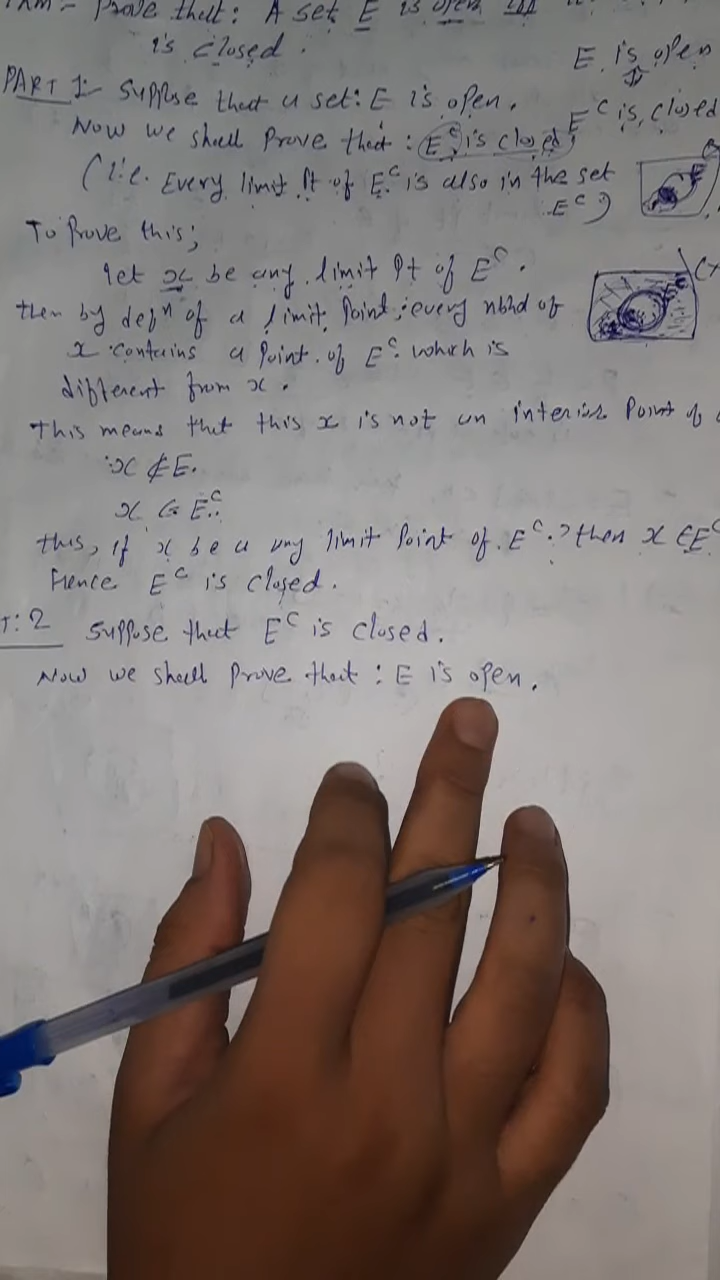 Prove that: A set E is open iff
is closed.
E is open
⇕
E^c is closed
PART 1:- Suppose that a set: E is open.
Now we shall prove that: E^c is closed,
(i.e. Every limit pt of E^c is also in the set
E^c)
To prove this;
let x be any limit pt of E^c.
then by defⁿ of a limit point; every nbhd of
x contains a point of E^c which is
different from x.
This means that this x is not an interior point of
∴ x ∉ E.
x ∈ E^c.
thus, if x be a any limit point of E^c. then x ∈ E^c
Hence E^c is closed.
T: 2 Suppose that E^c is closed.
Now we shall prove that: E is open.